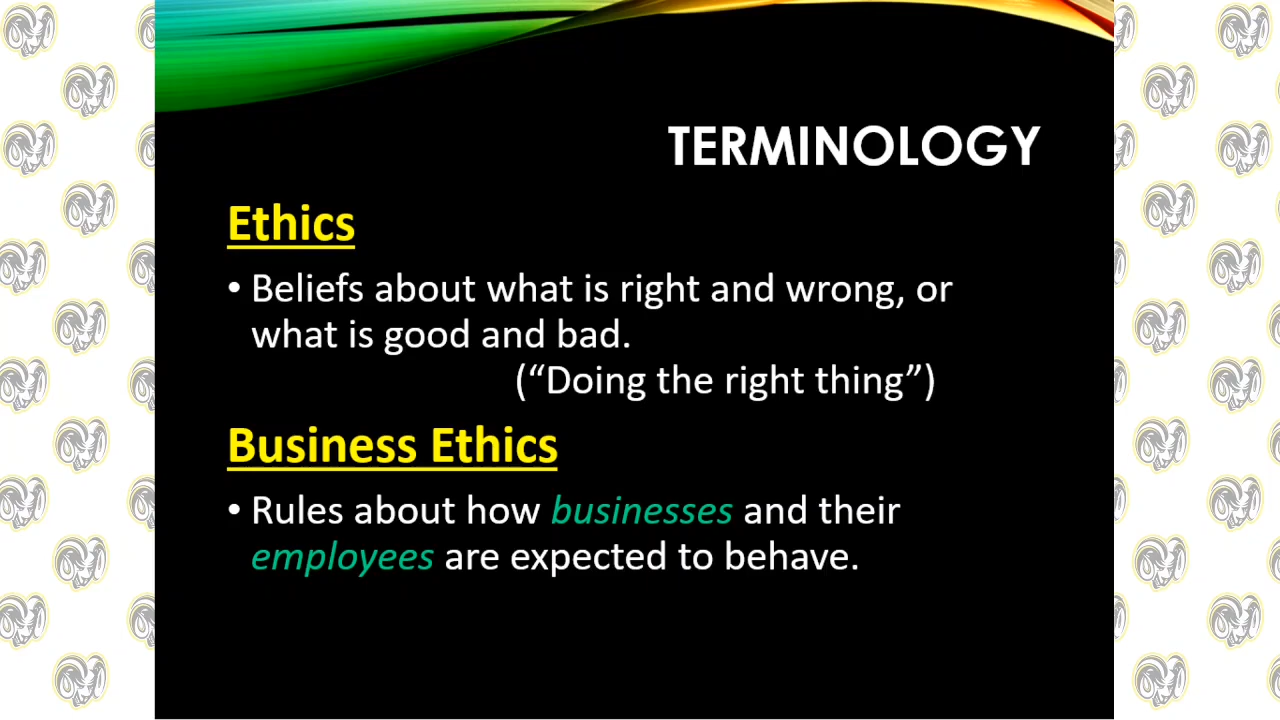 TERMINOLOGY
Ethics
• Beliefs about what is right and wrong, or
what is good and bad.
(“Doing the right thing”)
Business Ethics
• Rules about how businesses and their
employees are expected to behave.